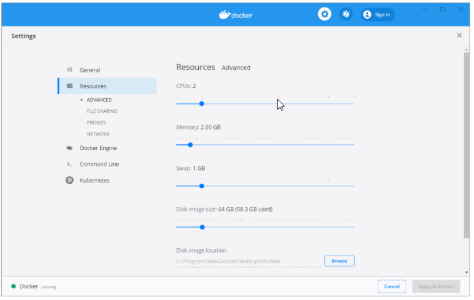 docker
Sign in
Settings
General
Resources
ADVANCED
FILE SHARING
PROXIES
NETWORK
Docker Engine
Command Line
Kubernetes
Resources Advanced
CPUs: 2
Memory: 2.00 GB
Swap: 1 GB
Disk image size: 64 GB (58.3 GB used)
Disk image location:
C:\ProgramData\DockerDesktop\vm-data
Browse
Docker running
Cancel
Apply & Restart